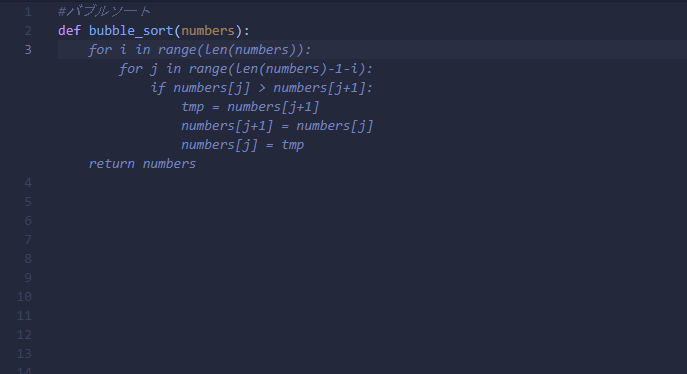 1 #バブルソート
2 def bubble_sort(numbers):
3 for i in range(len(numbers)):
for j in range(len(numbers)-1-i):
if numbers[j] > numbers[j+1]:
tmp = numbers[j+1]
numbers[j+1] = numbers[j]
numbers[j] = tmp
return numbers
4
5
6
7
8
9
10
11
12
13
14